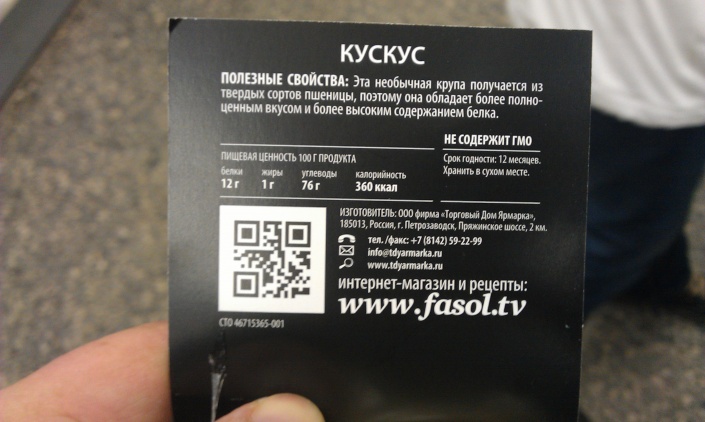 КУСКУС
ПОЛЕЗНЫЕ СВОЙСТВА: Эта необычная крупа получается из
твердых сортов пшеницы, поэтому она обладает более полно-
ценным вкусом и более высоким содержанием белка.
НЕ СОДЕРЖИТ ГМО
Срок годности: 12 месяцев.
Хранить в сухом месте.
ПИЩЕВАЯ ЦЕННОСТЬ 100 Г ПРОДУКТА
белки жиры углеводы калорийность
12 г 1 г 76 г 360 ккал
ИЗГОТОВИТЕЛЬ: ООО фирма «Торговый Дом Ярмарка»,
185013, Россия, г. Петрозаводск, Пряжинское шоссе, 2 км.
тел. /факс: +7 (8142) 59-22-99
info@tdyarmarka.ru
www.tdyarmarka.ru
интернет-магазин и рецепты:
www.fasol.tv
СТО 46715365-001